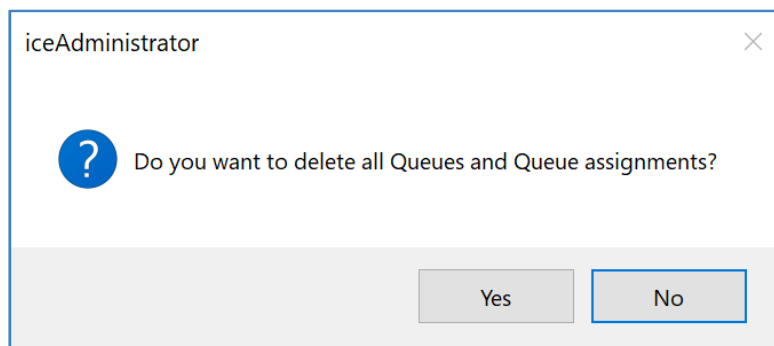 iceAdministrator
Do you want to delete all Queues and Queue assignments?
Yes
No